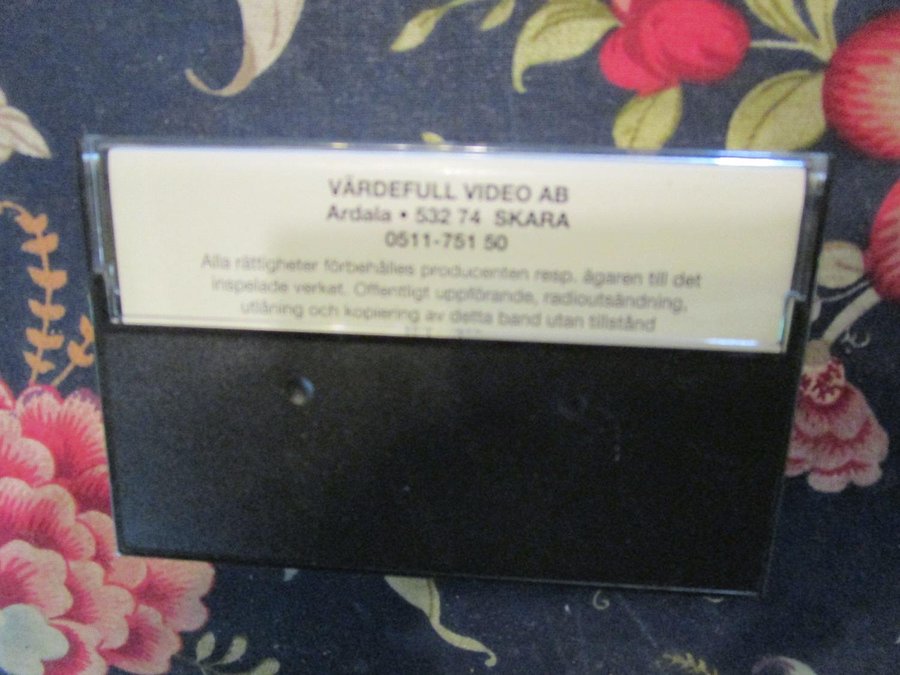 VÄRDEFULL VIDEO AB
Ardala • 532 74 SKARA
0511-751 50
Alla rättigheter förbehålles producenten resp. ägaren till det
inspelade verket. Offentligt uppförande, radioutsändning,
utlåning och kopiering av detta band utan tillstånd